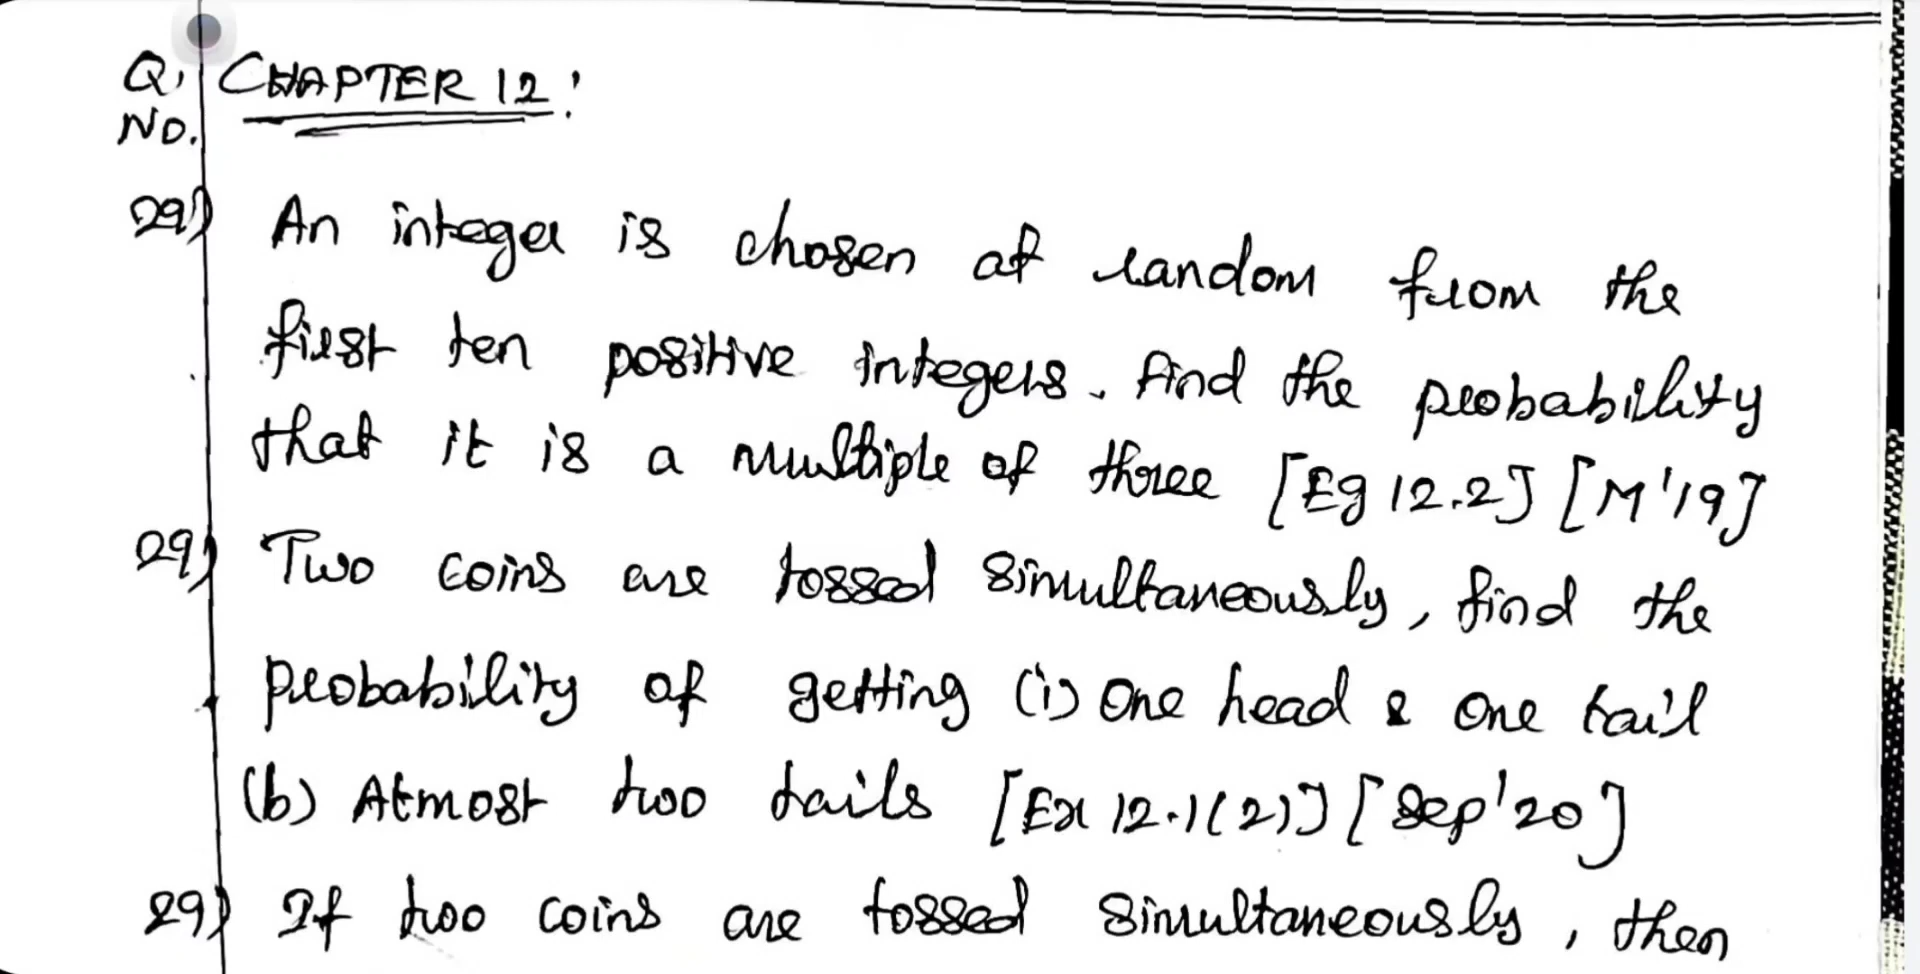 Q. CHAPTER 12:
No.
29) An integer is chosen at random from the
first ten positive integers. Find the probability
that it is a multiple of three [Eg 12.2] [M'19]
29) Two coins are tossed simultaneously, find the
probability of getting (i) one head & one tail
(b) Atmost two tails [Ex 12.1(2)] [Sep'20]
29) If two coins are tossed simultaneously, then